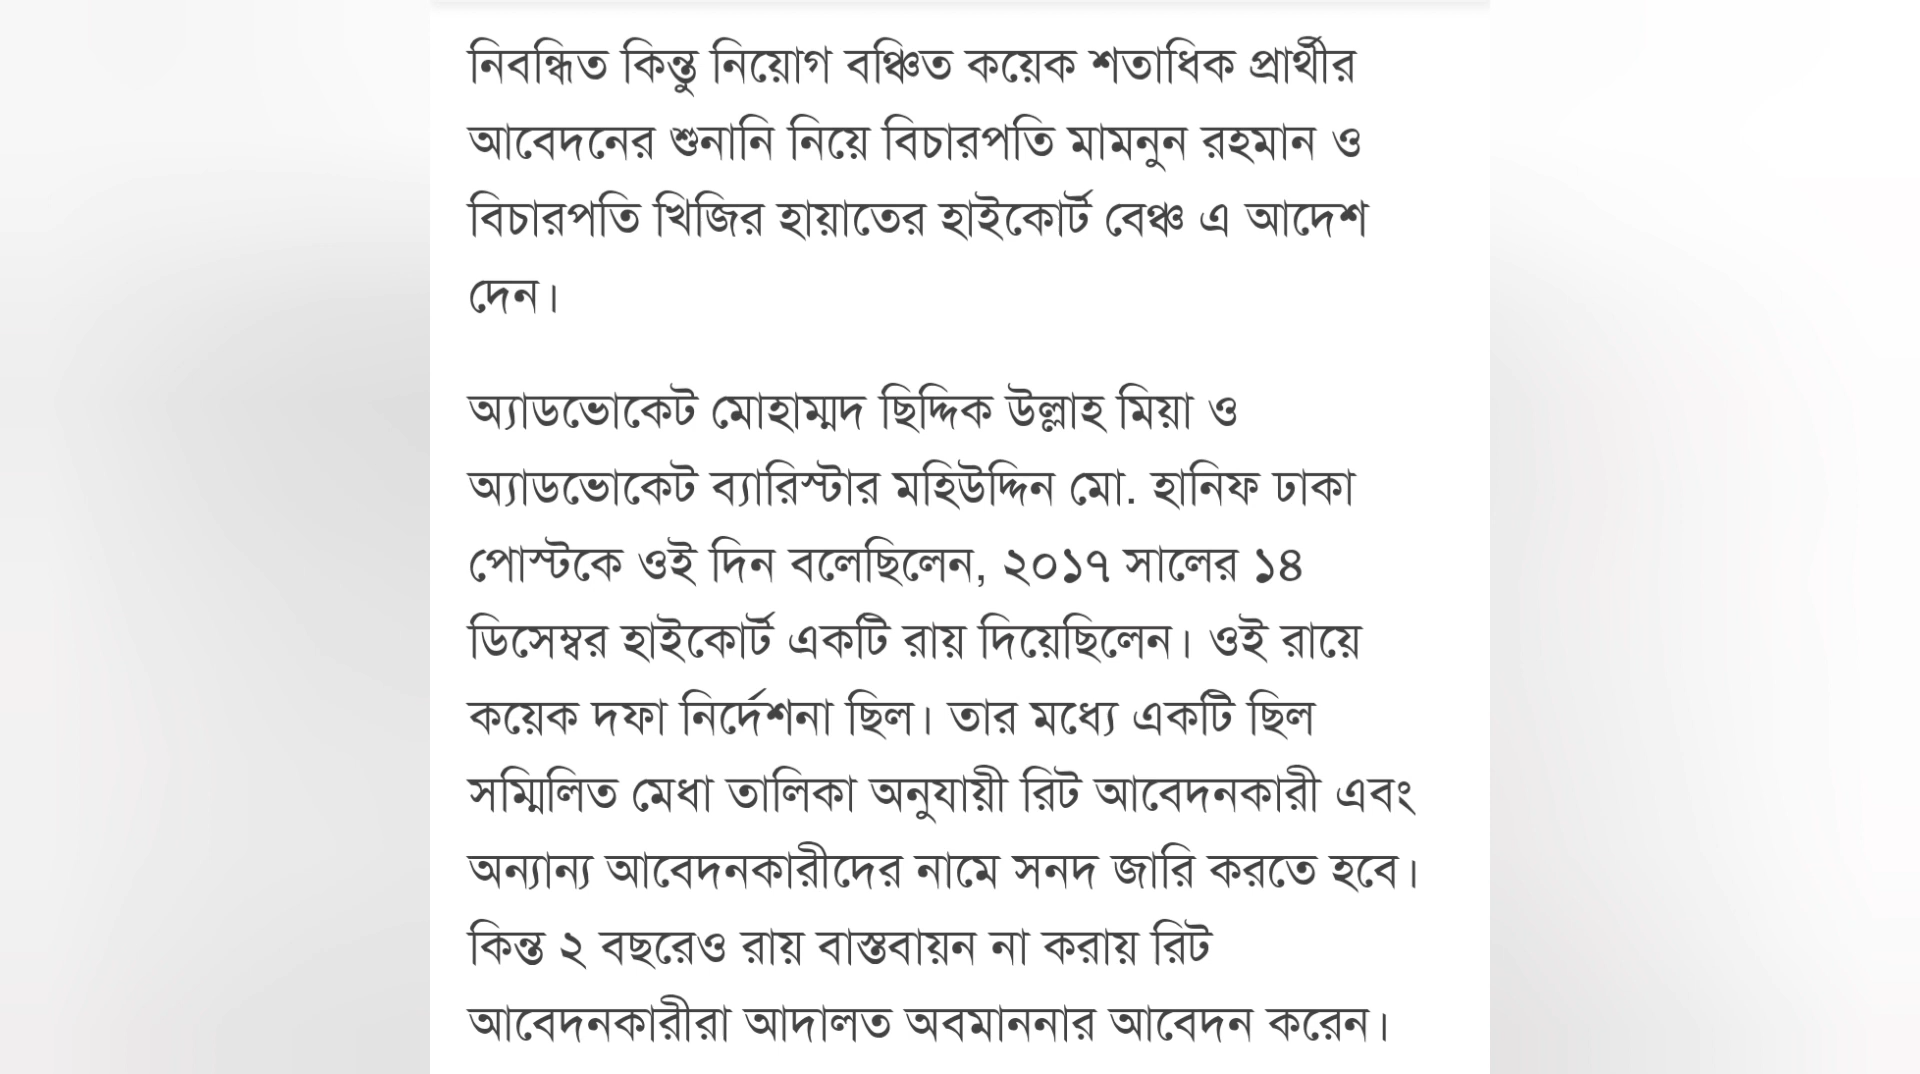 নিবন্ধিত কিন্তু নিয়োগ বঞ্চিত কয়েক শতাধিক প্রার্থীর
আবেদনের শুনানি নিয়ে বিচারপতি মামনুন রহমান ও
বিচারপতি খিজির হায়াতের হাইকোর্ট বেঞ্চ এ আদেশ
দেন।
অ্যাডভোকেট মোহাম্মদ ছিদ্দিক উল্লাহ মিয়া ও
অ্যাডভোকেট ব্যারিস্টার মহিউদ্দিন মো. হানিফ ঢাকা
পোস্টকে ওই দিন বলেছিলেন, ২০১৭ সালের ১৪
ডিসেম্বর হাইকোর্ট একটি রায় দিয়েছিলেন। ওই রায়ে
কয়েক দফা নির্দেশনা ছিল। তার মধ্যে একটি ছিল
সম্মিলিত মেধা তালিকা অনুযায়ী রিট আবেদনকারী এবং
অন্যান্য আবেদনকারীদের নামে সনদ জারি করতে হবে।
কিন্ত ২ বছরেও রায় বাস্তবায়ন না করায় রিট
আবেদনকারীরা আদালত অবমাননার আবেদন করেন।